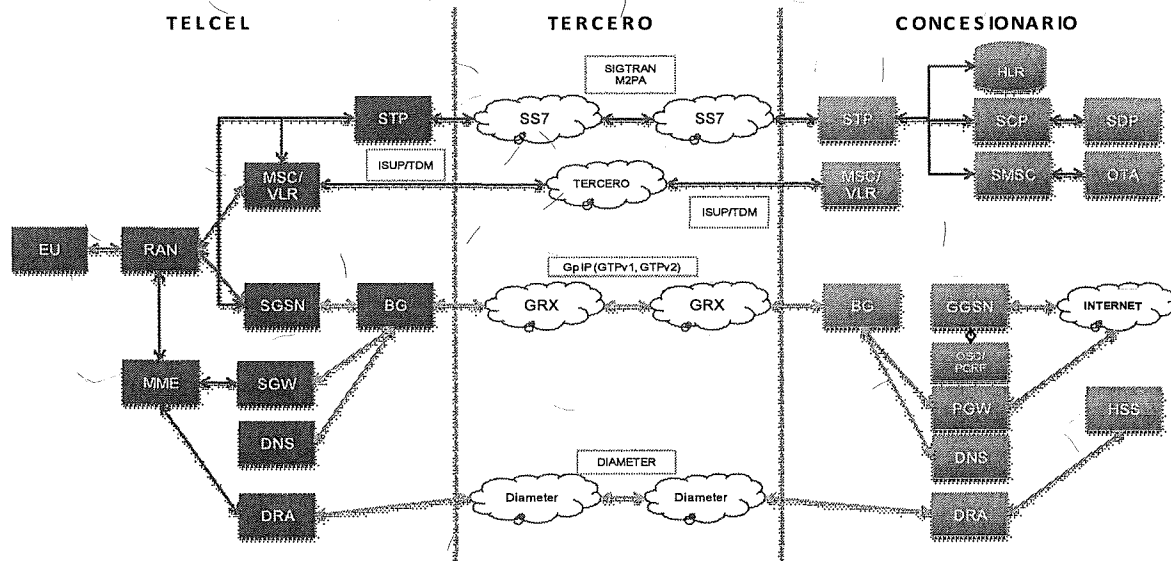 TELCEL
TERCERO
CONCESIONARIO
SIGTRAN
M2PA
HLR
STP
SS7
SS7
STP
SCP
SDP
ISUP/TDM
MSC/
VLR
TERCERO
MSC/
VLR
SMSC
OTA
ISUP/TDM
EU
RAN
GpIP(GTPv1, GTPv2)
SGSN
BG
GRX
GRX
BG
GGSN
INTERNET
OSC/
PCRF
MME
SGW
PGW
HSS
DNS
DNS
DIAMETER
DRA
Diameter
Diameter
DRA